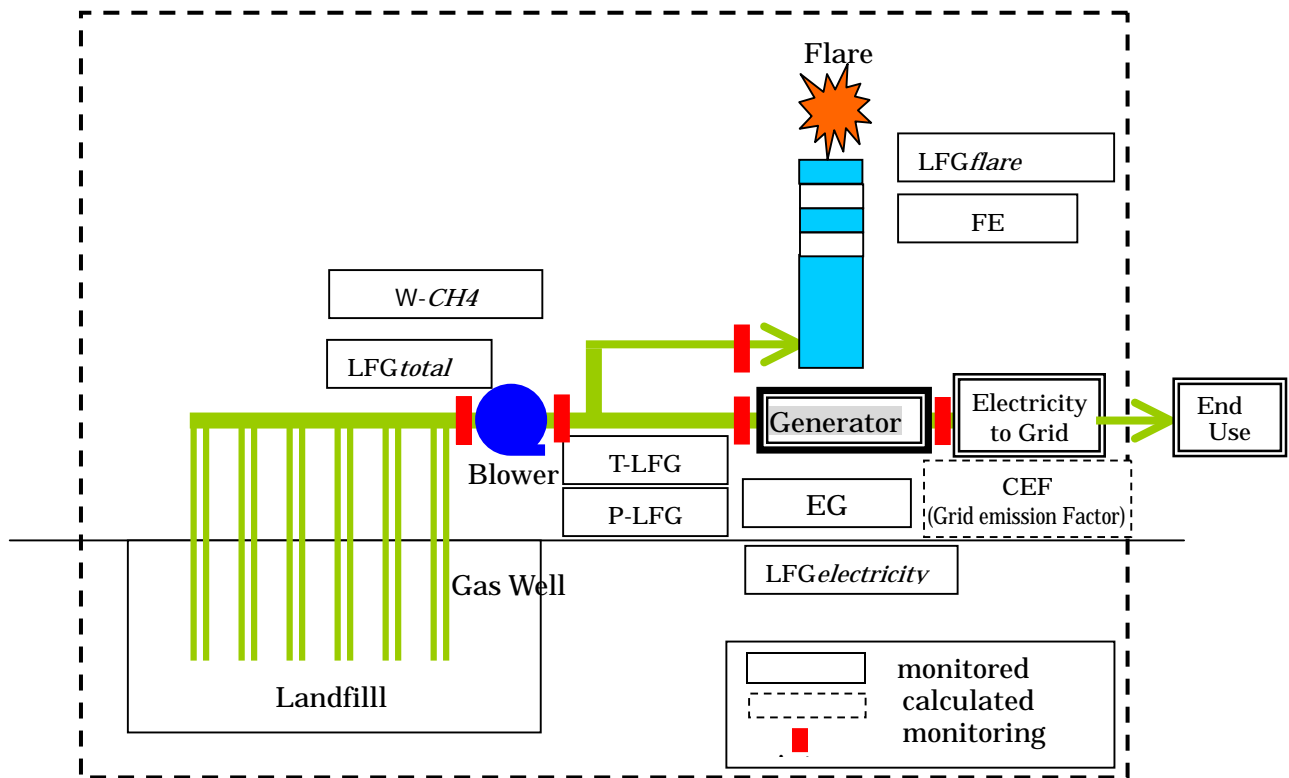 Flare
LFGflare
FE
W-CH4
LFGtotal
Blower
T-LFG
P-LFG
Generator
EG
LFGelectricity
Electricity
to Grid
CEF
(Grid emission Factor)
End
Use
Gas Well
Landfilll
monitored
calculated
monitoring